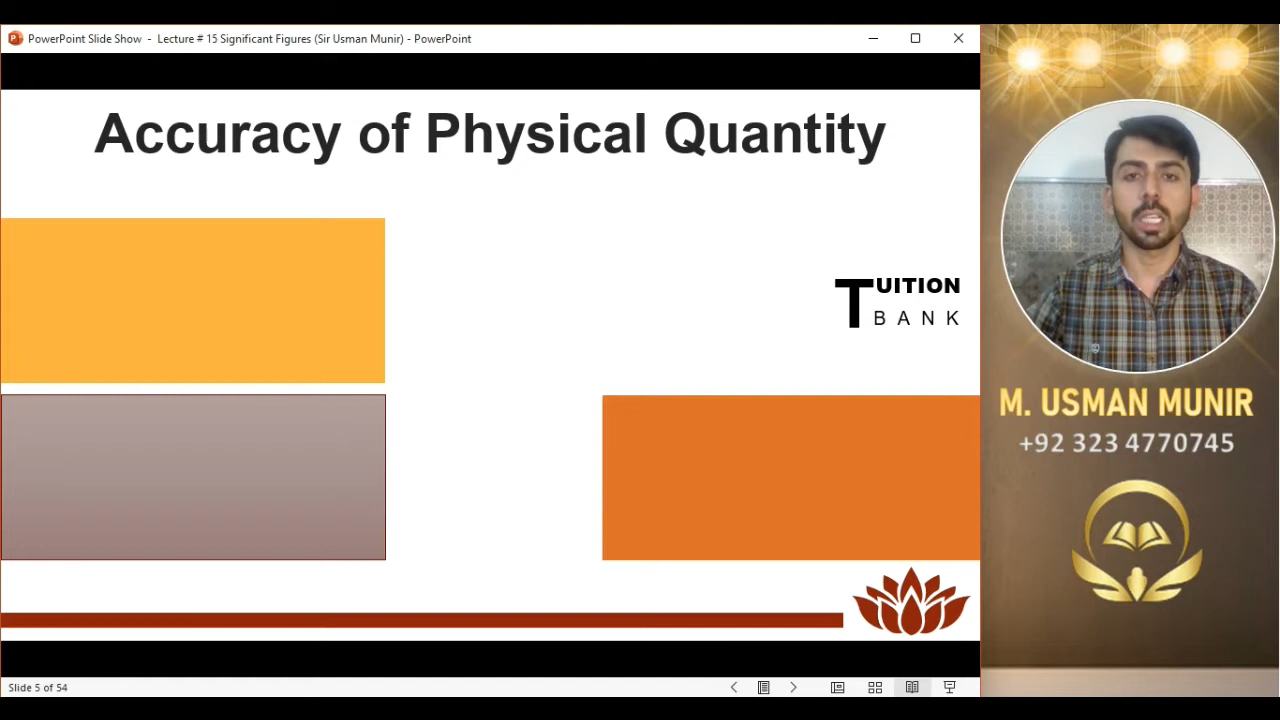 PowerPoint Slide Show - Lecture # 15 Significant Figures (Sir Usman Munir) - PowerPoint
Accuracy of Physical Quantity
TUITION
BANK
M. USMAN MUNIR
+92 323 4770745
Slide 5 of 54